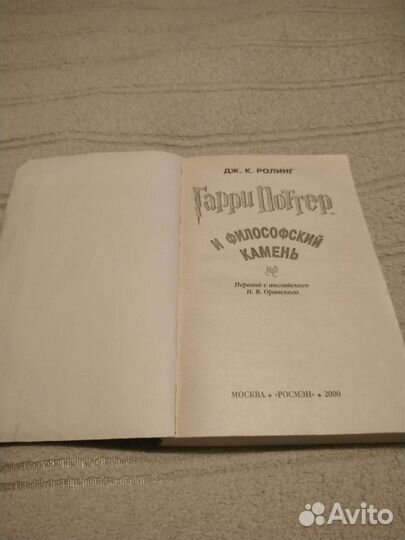 ДЖ. К. РОЛИНГ
Гарри Поттер
И ФИЛОСОФСКИЙ
КАМЕНЬ
Перевод с английского
И. В. Оранского
МОСКВА • «РОСМЭН» • 2000
Avito